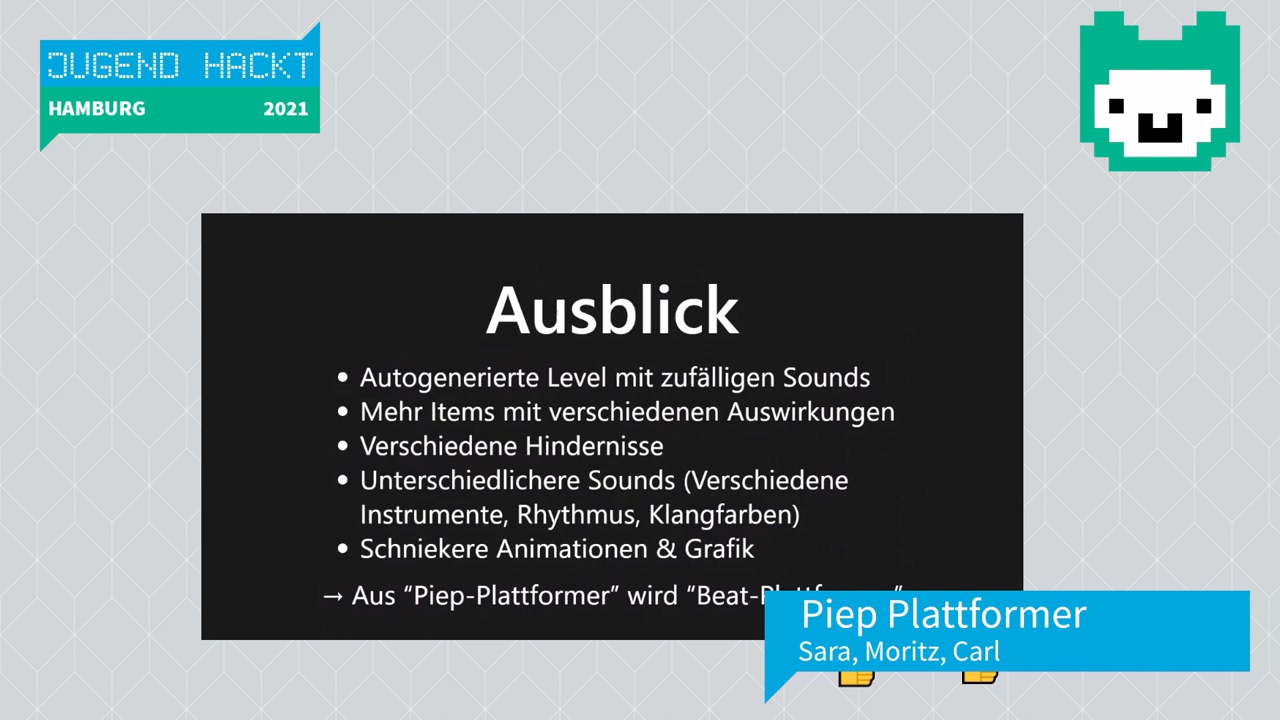 JUGEND HACKT
HAMBURG 2021
Ausblick
• Autogenerierte Level mit zufälligen Sounds
• Mehr Items mit verschiedenen Auswirkungen
• Verschiedene Hindernisse
• Unterschiedlichere Sounds (Verschiedene
Instrumente, Rhythmus, Klangfarben)
• Schniekere Animationen & Grafik
→ Aus “Piep-Plattformer” wird “Beat-
Piep Plattformer
Sara, Moritz, Carl